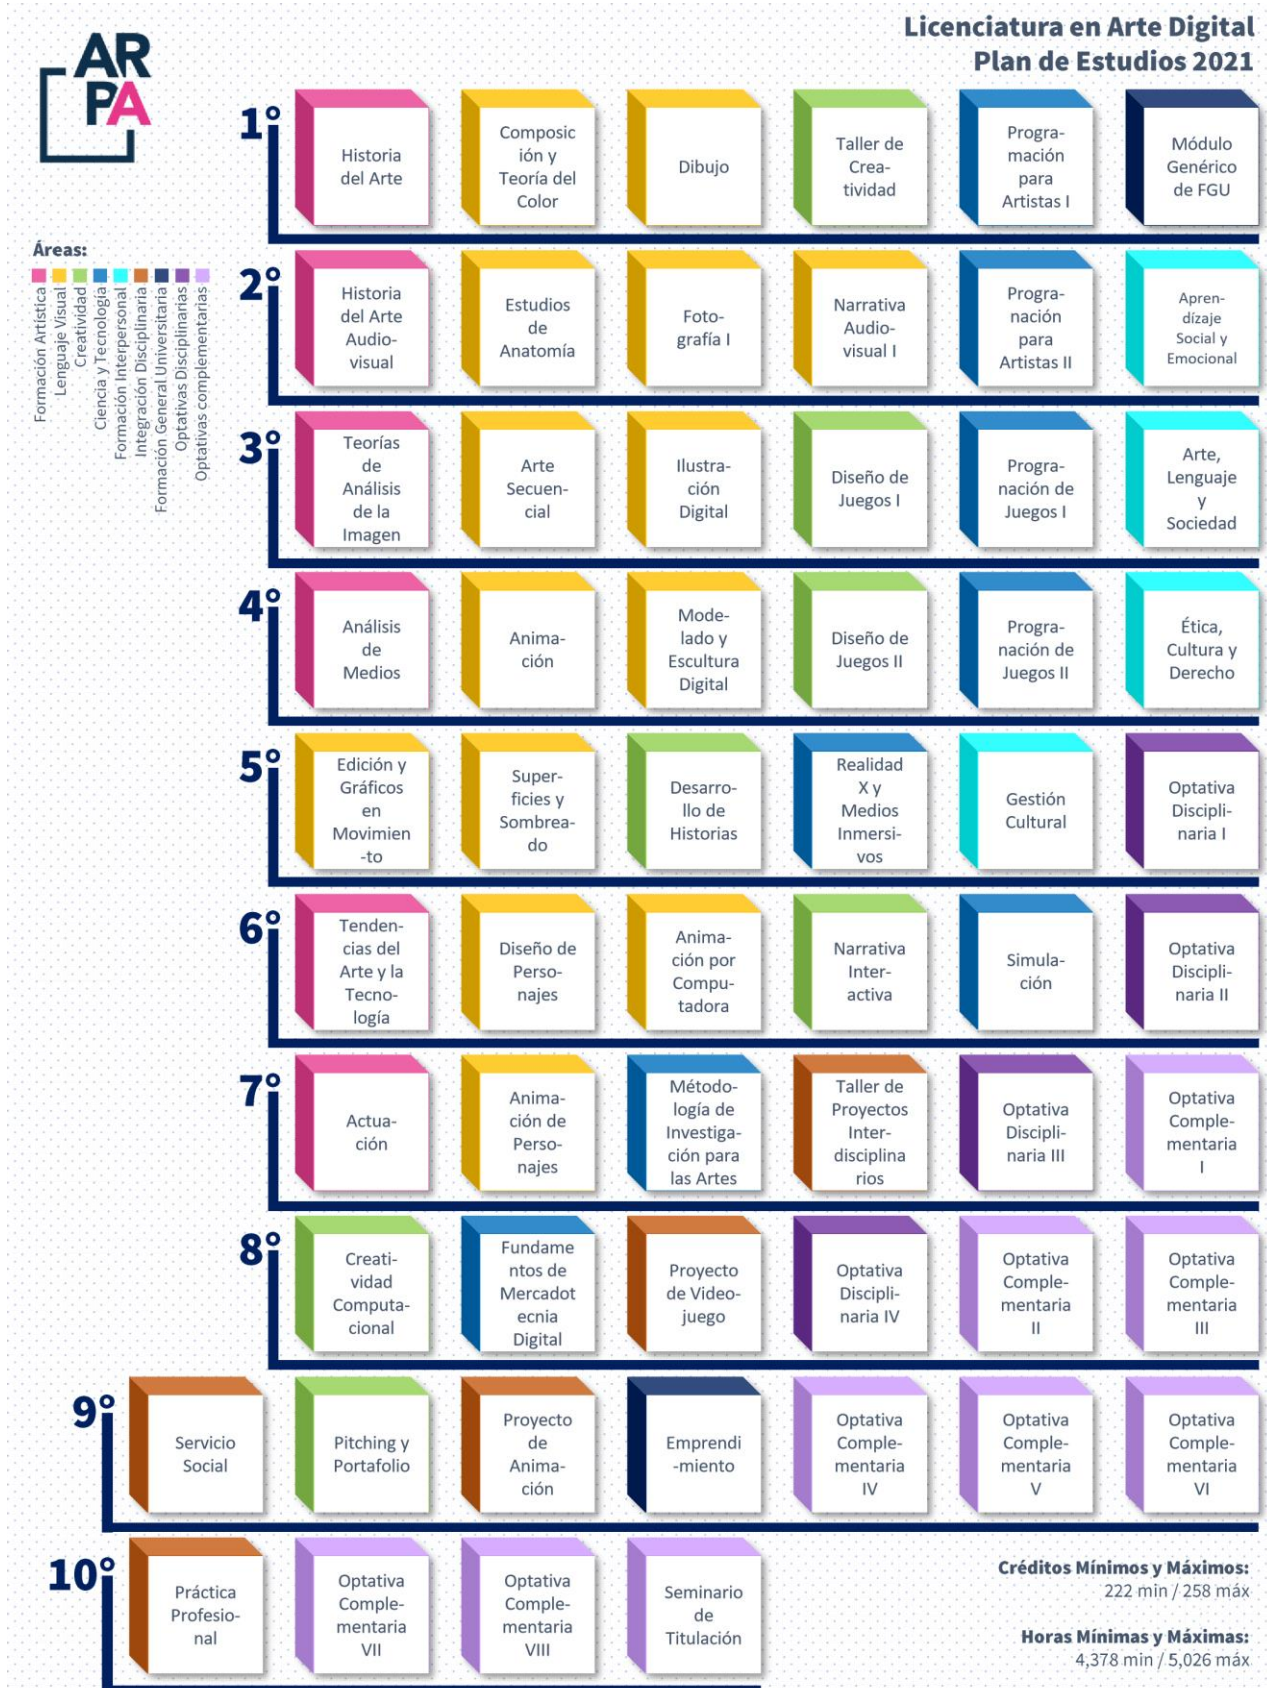 Licenciatura en Arte Digital
Plan de Estudios 2021
AR
PA
Áreas:
Formación Artística
Lenguaje Visual
Creatividad
Ciencia y Tecnología
Formación Interpersonal
Integración Disciplinaria
Formación General Universitaria
Optativas Disciplinarias
Optativas complementarias
1°
Historia
del Arte
Composic
ión y
Teoría del
Color
Dibujo
Taller de
Crea-
tividad
Progra-
mación
para
Artistas I
Módulo
Genérico
de FGU
2°
Historia
del Arte
Audio-
visual
Estudios
de
Anatomía
Foto-
grafía I
Narrativa
Audio-
visual I
Progra-
nación
para
Artistas II
Apren-
dízaje
Social y
Emocional
3°
Teorías
de
Análisis
de la
Imagen
Arte
Secuen-
cial
Ilustra-
ción
Digital
Diseño de
Juegos I
Progra-
nación de
Juegos I
Arte,
Lenguaje
y
Sociedad
4°
Análisis
de
Medios
Anima-
ción
Mode-
lado y
Escultura
Digital
Diseño de
Juegos II
Progra-
nación de
Juegos II
Ética,
Cultura y
Derecho
5°
Edición y
Gráficos
en
Movimien
-to
Super-
ficies y
Sombrea-
do
Desarro-
llo de
Historias
Realidad
X y
Medios
Inmersi-
vos
Gestión
Cultural
Optativa
Discipli-
naria I
6°
Tenden-
cias del
Arte y la
Tecno-
logía
Diseño de
Perso-
najes
Anima-
ción por
Compu-
tadora
Narrativa
Inter-
activa
Simula-
ción
Optativa
Discipli-
naria II
7°
Actua-
ción
Anima-
ción de
Perso-
najes
Método-
logía de
Investiga-
ción para
las Artes
Taller de
Proyectos
Inter-
disciplina
rios
Optativa
Discipli-
naria III
Optativa
Comple-
mentaria
I
8°
Creati-
vidad
Computa-
cional
Fundame
ntos de
Mercadot
ecnia
Digital
Proyecto
de Video-
juego
Optativa
Discipli-
naria IV
Optativa
Comple-
mentaria
II
Optativa
Comple-
mentaria
III
9°
Servicio
Social
Pitching y
Portafolio
Proyecto
de
Anima-
ción
Emprendi
-miento
Optativa
Comple-
mentaria
IV
Optativa
Comple-
mentaria
V
Optativa
Comple-
mentaria
VI
10°
Práctica
Profesio-
nal
Optativa
Comple-
mentaria
VII
Optativa
Comple-
mentaria
VIII
Seminario
de
Titulación
Créditos Mínimos y Máximos:
222 min / 258 máx
Horas Mínimas y Máximas:
4,378 min / 5,026 máx